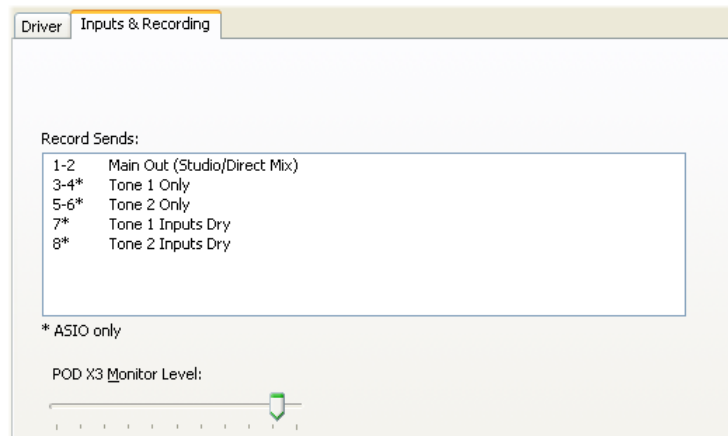 Driver
Inputs & Recording
Record Sends:
1-2 Main Out (Studio/Direct Mix)
3-4* Tone 1 Only
5-6* Tone 2 Only
7* Tone 1 Inputs Dry
8* Tone 2 Inputs Dry
* ASIO only
POD X3 Monitor Level: